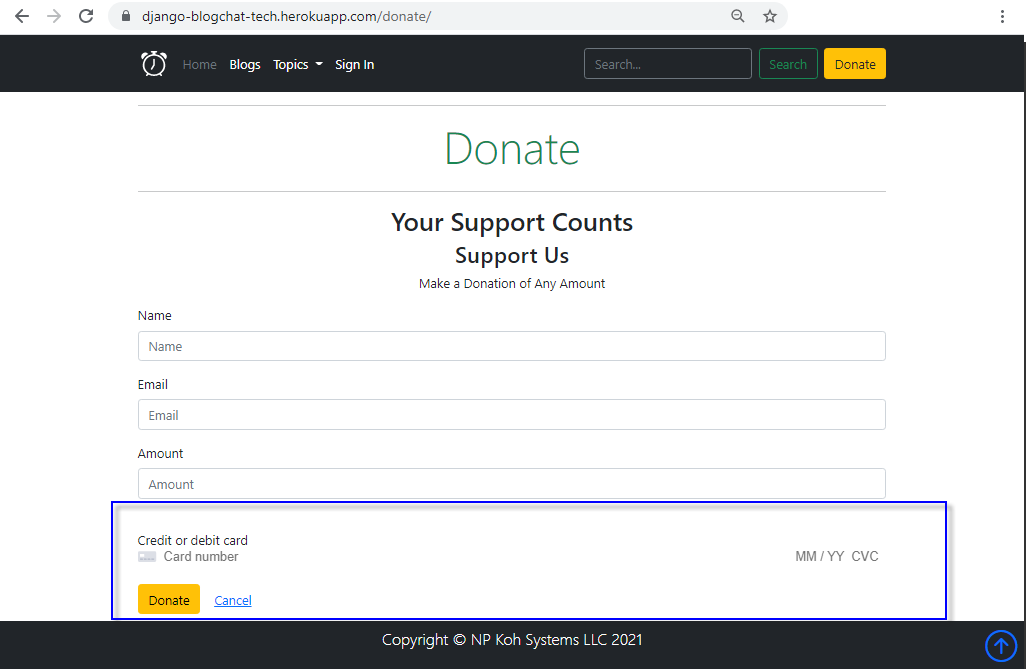 django-blogchat-tech.herokuapp.com/donate/
Home Blogs Topics Sign In Search... Search Donate
Donate
Your Support Counts
Support Us
Make a Donation of Any Amount
Name
Name
Email
Email
Amount
Amount
Credit or debit card
Card number MM / YY CVC
Donate Cancel
Copyright © NP Koh Systems LLC 2021